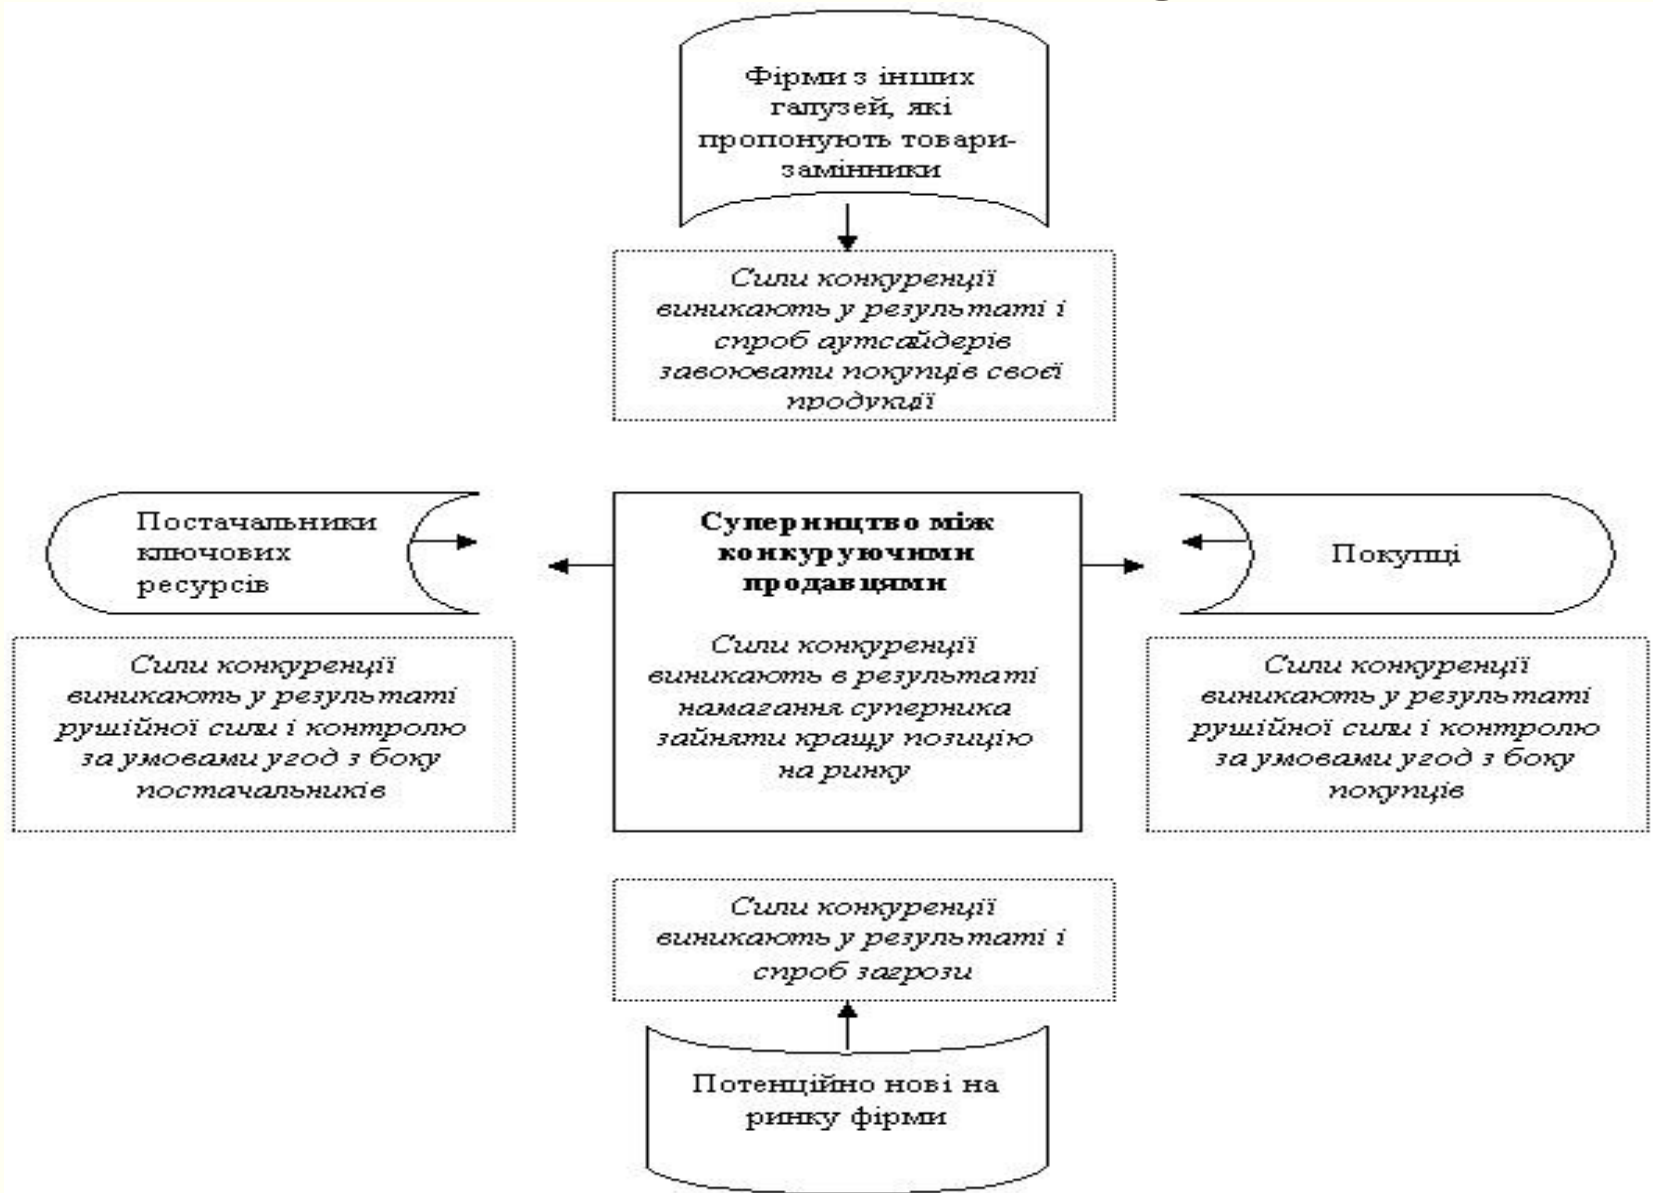 Фірми з інших
галузей, які
пропонують товари-
замінники
Сили конкуренції
виникають у результаті і
спроб аутсайдерів
завоювати покупців своєї
продукції
Постачальники
ключових
ресурсів
Суперництво між
конкуруючими
продавцями
Покупці
Сили конкуренції
виникають у результаті
рушійної сили і контролю
за умовами угод з боку
постачальників
Сили конкуренції
виникають в результаті
намагання суперника
зайняти кращу позицію
на ринку
Сили конкуренції
виникають у результаті
рушійної сили і контролю
за умовами угод з боку
покупців
Сили конкуренції
виникають у результаті і
спроб загрози
Потенційно нові на
ринку фірми